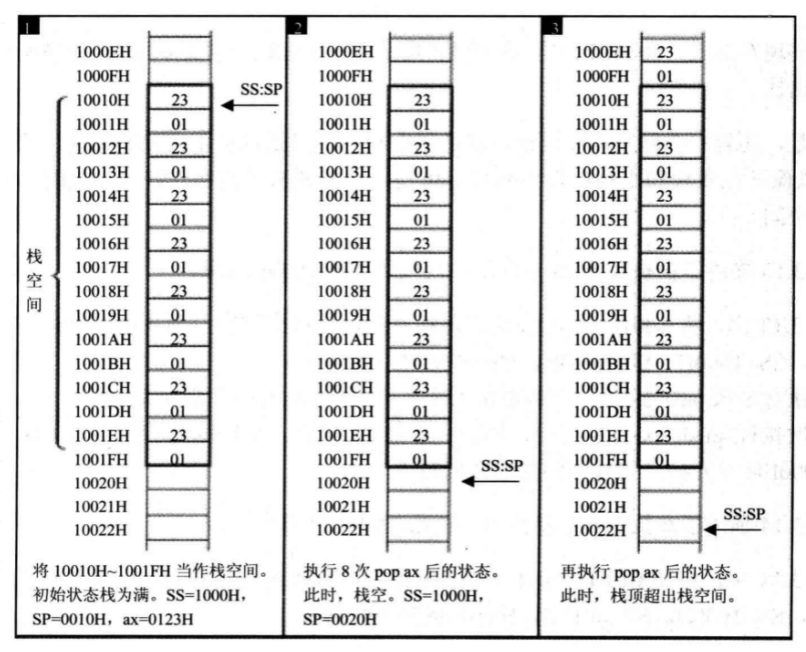 1
1000EH
1000FH
10010H 23 SS:SP
10011H 01
10012H 23
10013H 01
10014H 23
10015H 01
10016H 23
10017H 01
10018H 23
10019H 01
1001AH 23
1001BH 01
1001CH 23
1001DH 01
1001EH 23
1001FH 01
10020H
10021H
10022H
栈空间
将 10010H~1001FH 当作栈空间。
初始状态栈为满。SS=1000H，
SP=0010H，ax=0123H
2
1000EH
1000FH
10010H 23
10011H 01
10012H 23
10013H 01
10014H 23
10015H 01
10016H 23
10017H 01
10018H 23
10019H 01
1001AH 23
1001BH 01
1001CH 23
1001DH 01
1001EH 23
1001FH 01
10020H SS:SP
10021H
10022H
执行 8 次 pop ax 后的状态。
此时，栈空。SS=1000H，
SP=0020H
3
1000EH 23
1000FH 01
10010H 23
10011H 01
10012H 23
10013H 01
10014H 23
10015H 01
10016H 23
10017H 01
10018H 23
10019H 01
1001AH 23
1001BH 01
1001CH 23
1001DH 01
1001EH 23
1001FH 01
10020H
10021H
10022H SS:SP
再执行 pop ax 后的状态。
此时，栈顶超出栈空间。